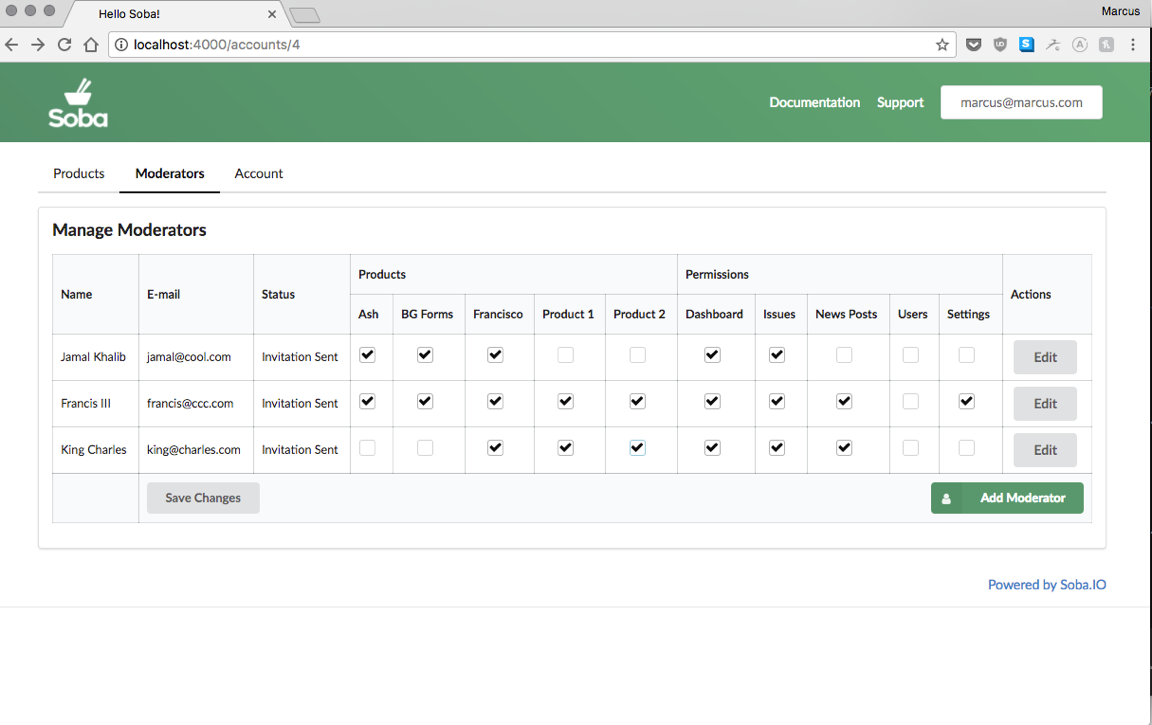 Hello Soba!
Marcus
localhost:4000/accounts/4
Soba
Documentation Support marcus@marcus.com
Products Moderators Account
Manage Moderators
Name E-mail Status Products Permissions Actions
Ash BG Forms Francisco Product 1 Product 2 Dashboard Issues News Posts Users Settings
Jamal Khalib jamal@cool.com Invitation Sent Edit
Francis III francis@ccc.com Invitation Sent Edit
King Charles king@charles.com Invitation Sent Edit
Save Changes Add Moderator
Powered by Soba.IO